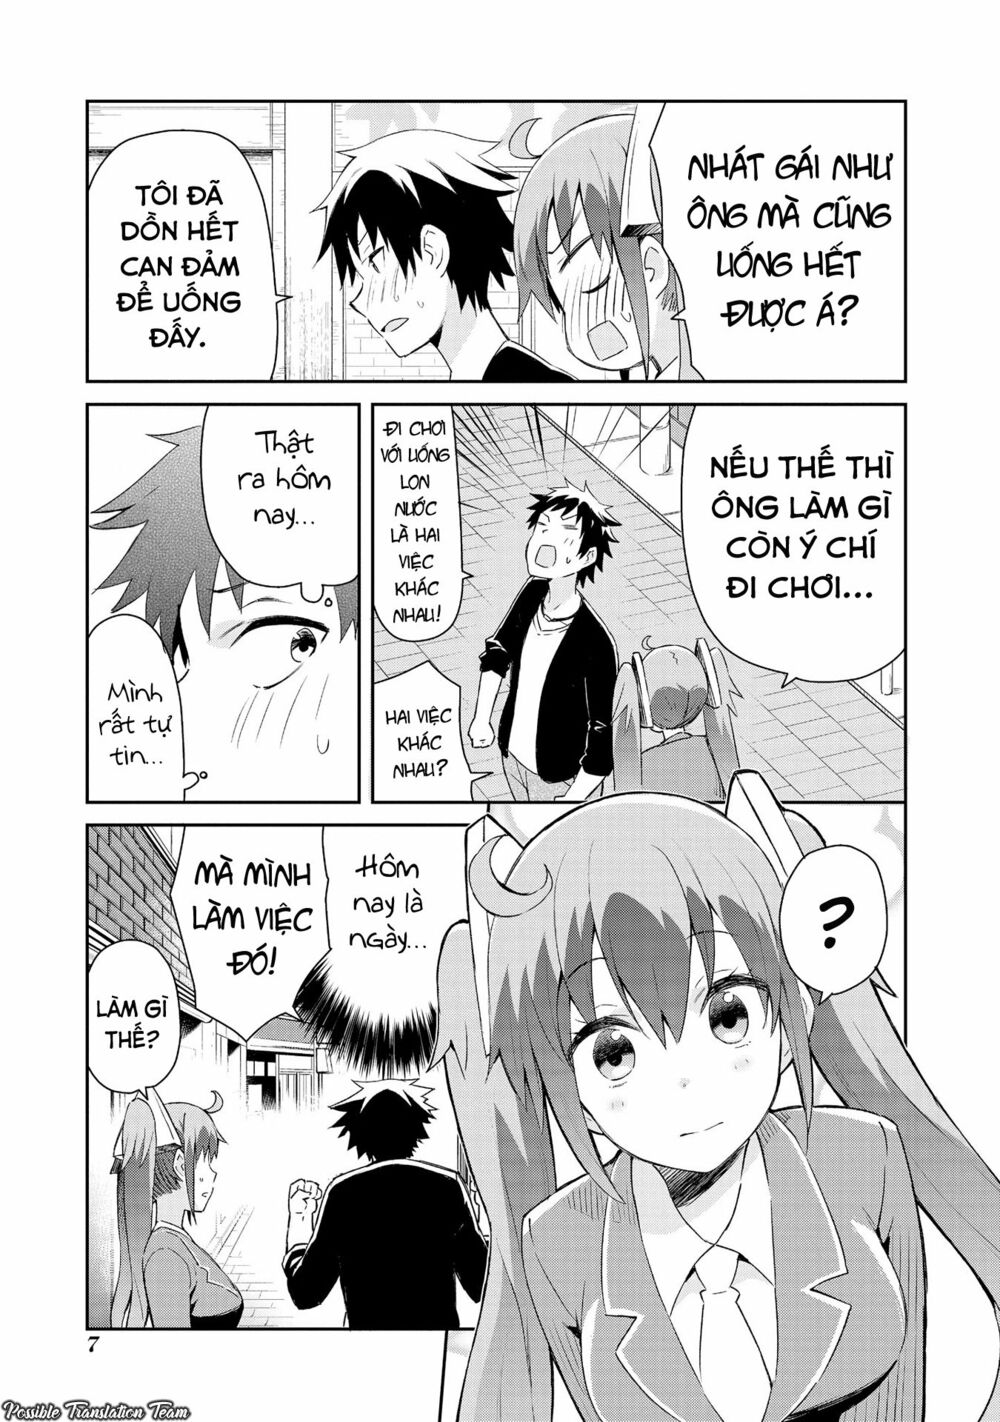 NHÁT GÁI NHƯ
ÔNG MÀ CŨNG
UỐNG HẾT
ĐƯỢC Á?
TÔI ĐÃ
DỒN HẾT
CAN ĐẢM
ĐỂ UỐNG
ĐẤY.
NẾU THẾ THÌ
ÔNG LÀM GÌ
CÒN Ý CHÍ
ĐI CHƠI...
ĐI CHƠI
VỚI UỐNG
LON
NƯỚC
LÀ HAI
VIỆC
KHÁC
NHAU!
HAI VIỆC
KHÁC
NHAU?
Thật
ra hôm
nay...
Mình
rất tự
tin...
?
Hôm
nay là
ngày...
MÀ MÌNH
LÀM VIỆC
ĐÓ!
LÀM GÌ
THẾ?
7
Possible Translation Team